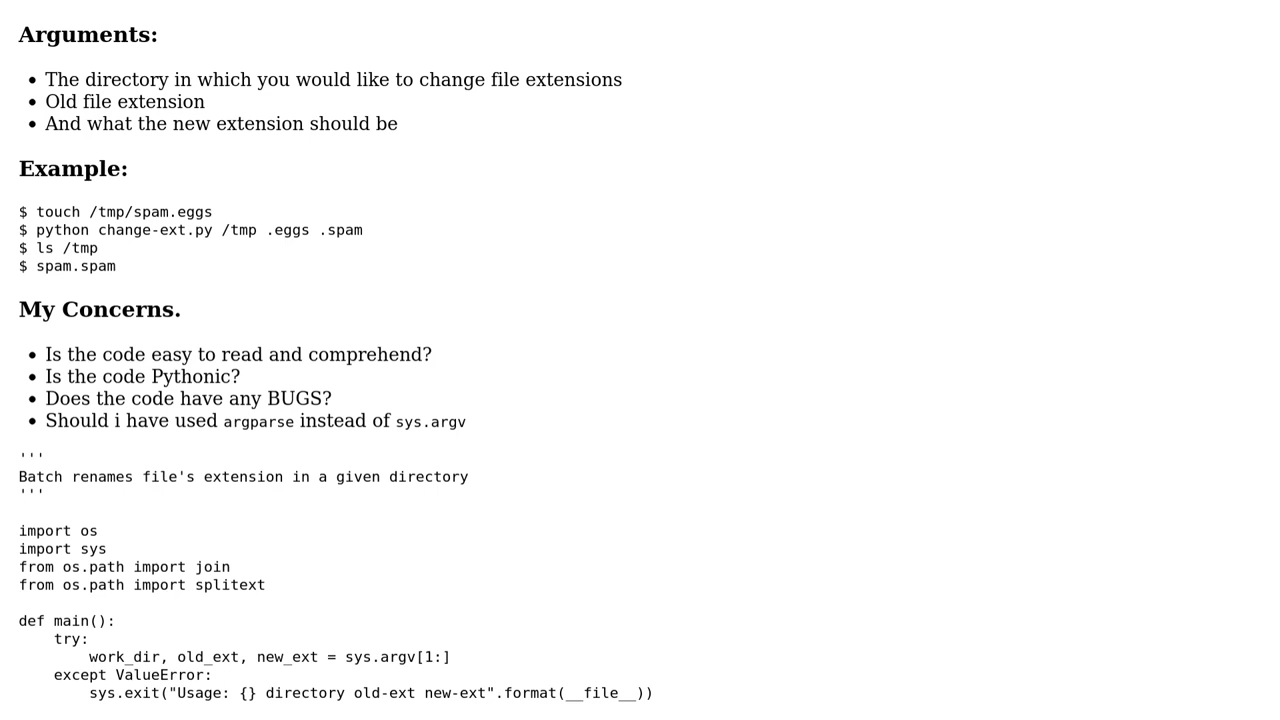 Arguments:
• The directory in which you would like to change file extensions
• Old file extension
• And what the new extension should be
Example:
$ touch /tmp/spam.eggs
$ python change-ext.py /tmp .eggs .spam
$ ls /tmp
$ spam.spam
My Concerns.
• Is the code easy to read and comprehend?
• Is the code Pythonic?
• Does the code have any BUGS?
• Should i have used argparse instead of sys.argv
'''
Batch renames file's extension in a given directory
'''
import os
import sys
from os.path import join
from os.path import splitext
def main():
    try:
        work_dir, old_ext, new_ext = sys.argv[1:]
    except ValueError:
        sys.exit("Usage: {} directory old-ext new-ext".format(__file__))